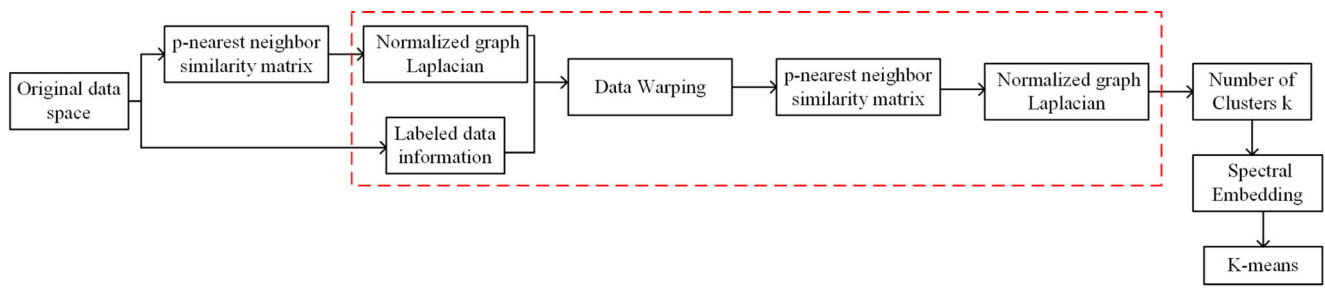 Original data
space
p-nearest neighbor
similarity matrix
Normalized graph
Laplacian
Labeled data
information
Data Warping
p-nearest neighbor
similarity matrix
Normalized graph
Laplacian
Number of
Clusters k
Spectral
Embedding
K-means